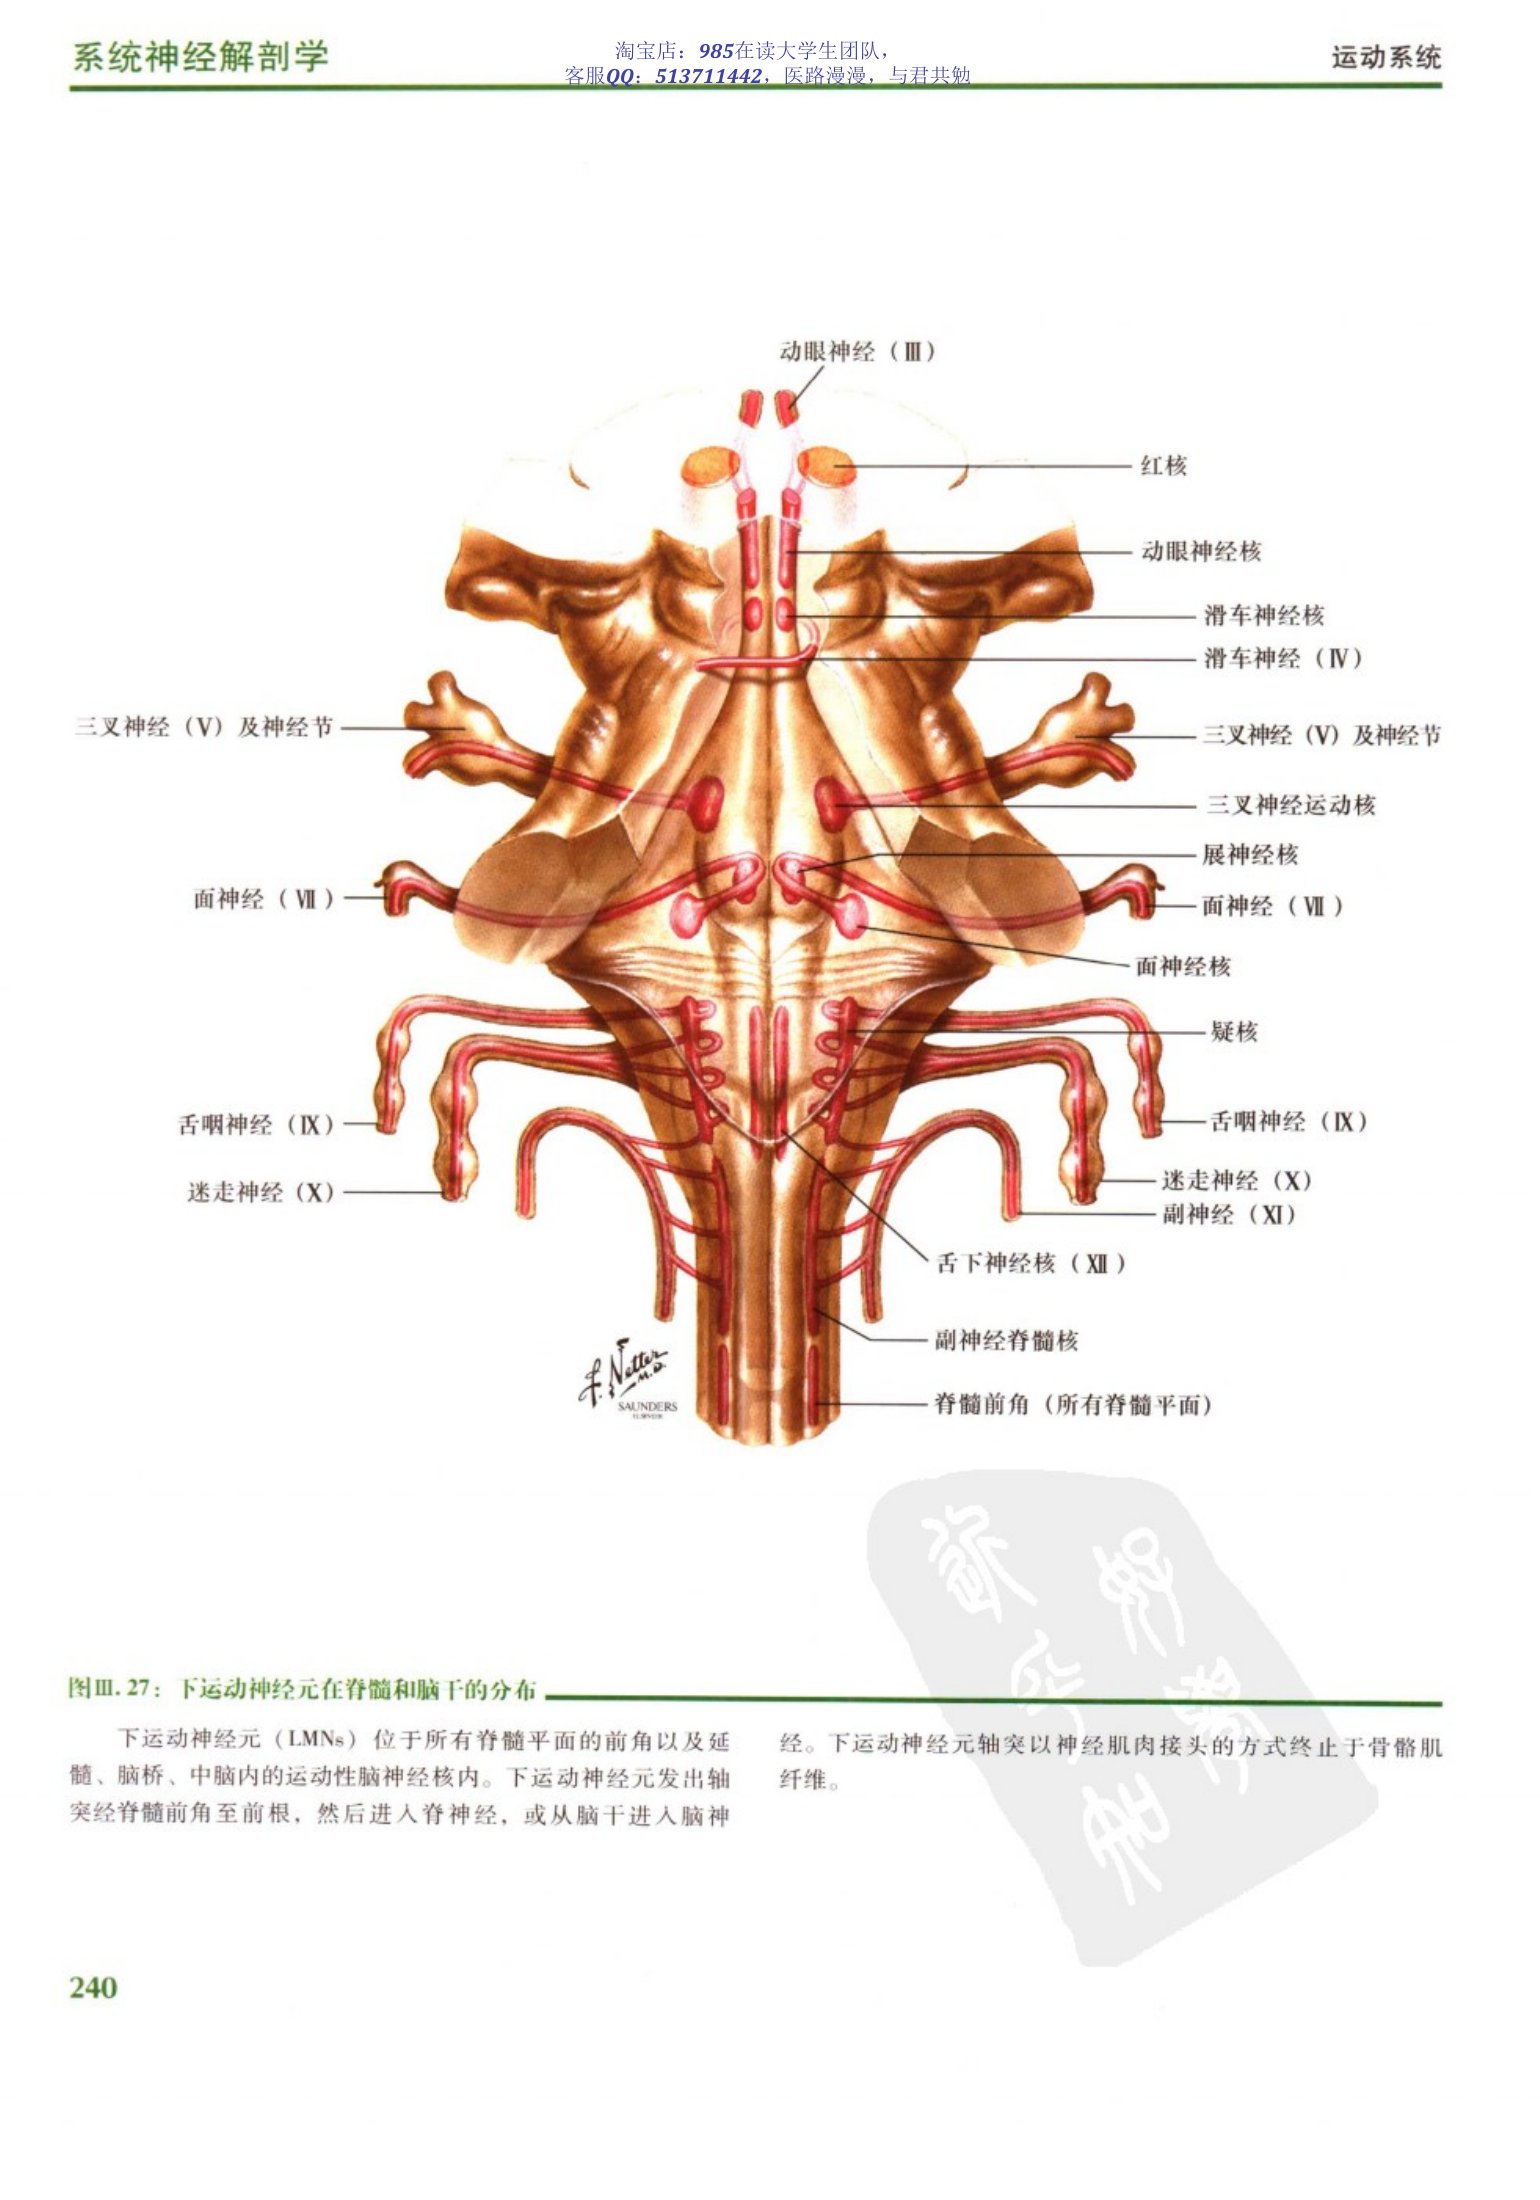 系统神经解剖学
淘宝店：985在读大学生团队，
客服QQ：513711442，医路漫漫，与君共勉
运动系统
动眼神经（Ⅲ）
红核
动眼神经核
滑车神经核
滑车神经（Ⅳ）
三叉神经（Ⅴ）及神经节
三叉神经（Ⅴ）及神经节
三叉神经运动核
展神经核
面神经（Ⅶ）
面神经（Ⅶ）
面神经核
疑核
舌咽神经（Ⅸ）
舌咽神经（Ⅸ）
迷走神经（Ⅹ）
迷走神经（Ⅹ）
副神经（Ⅺ）
舌下神经核（Ⅻ）
副神经脊髓核
脊髓前角（所有脊髓平面）
F. Netter
M.D.
SAUNDERS
ELSEVIER
图Ⅲ.27：下运动神经元在脊髓和脑干的分布
下运动神经元（LMNs）位于所有脊髓平面的前角以及延
髓、脑桥、中脑内的运动性脑神经核内。下运动神经元发出轴
突经脊髓前角至前根，然后进入脊神经，或从脑干进入脑神
经。下运动神经元轴突以神经肌肉接头的方式终止于骨骼肌
纤维。
240